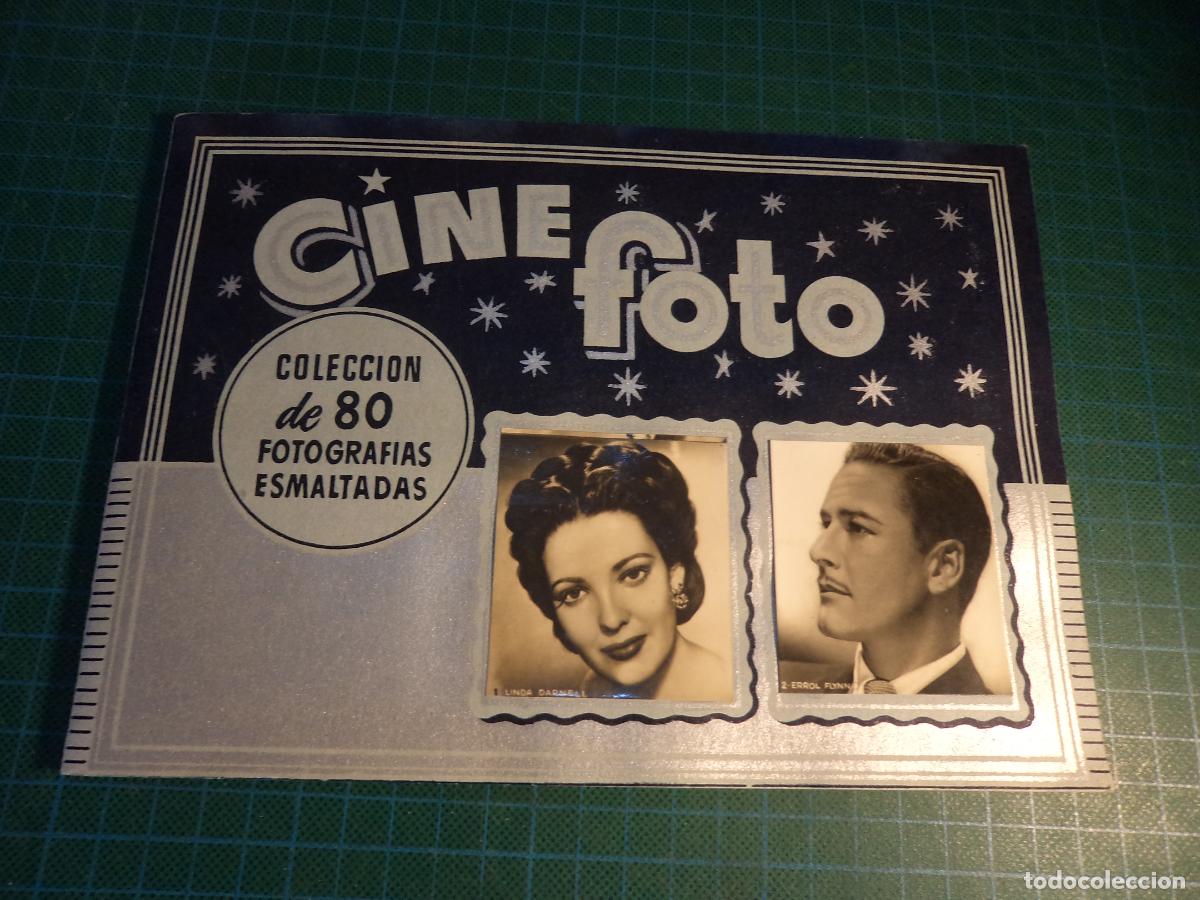 CiNE
foto
COLECCION
de 80
FOTOGRAFIAS
ESMALTADAS
1 LINDA DARNELL
2-ERROL FLYNN
todocoleccion